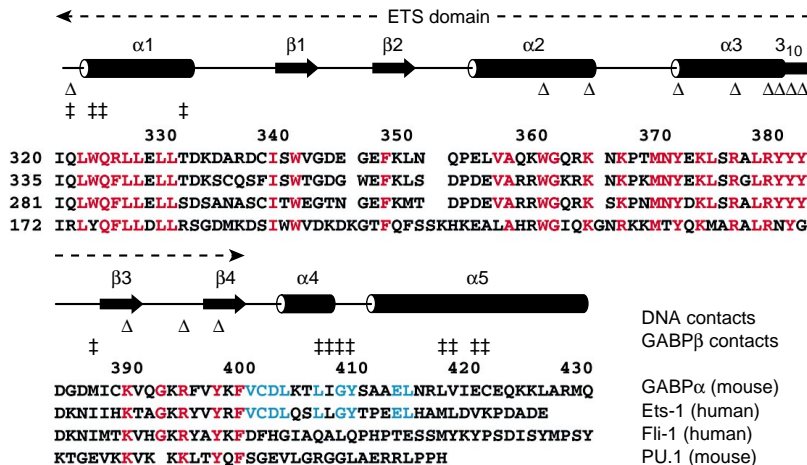 ETS domain
α1 β1 β2 α2 α3 3₁₀
Δ Δ Δ Δ Δ Δ Δ Δ Δ
‡ ‡ ‡ ‡
330 340 350 360 370 380
320 IQLWQRLLELLTDKDARDCISWVGDE GEFKLN QPELVAQKWGQRK NKPTMNYEKLSRALRYYY
335 IQLWQFLLELLTDKSCQSFISWTGDG WEFKLS DPDEVARRWGKRK NKPKMNYEKLSRGLRYYY
281 IQLWQFLLELLSDSANASCITWEGTN GEFKMT DPDEVARRWGERK SKPNMNYDKLSRALRYYY
172 IRLYQFLLDLLRSGDMKDSIWWVDKDKGTFQFSSKHKEALAHRWGIQKGNRKKMTYQKMARALRNYG
β3 β4 α4 α5
Δ Δ Δ
‡ ‡‡‡‡ ‡‡ ‡‡
DNA contacts
GABPβ contacts
390 400 410 420 430
DGDMICKVQGKRFVYKFVCDLKTLIGYSAAELNRLVIECEQKKLARMQ GABPα (mouse)
DKNIIHKTAGKRYVYRFVCDLQSLLGYTPEELHAMLDVKPDADE Ets-1 (human)
DKNIMTKVHGKRYAYKFDFHGIAQALQPHPTESSMYKYPSDISYMPSY Fli-1 (human)
KTGEVKKVK KKLTYQFSGEVLGRGGLAERRLPPH PU.1 (mouse)